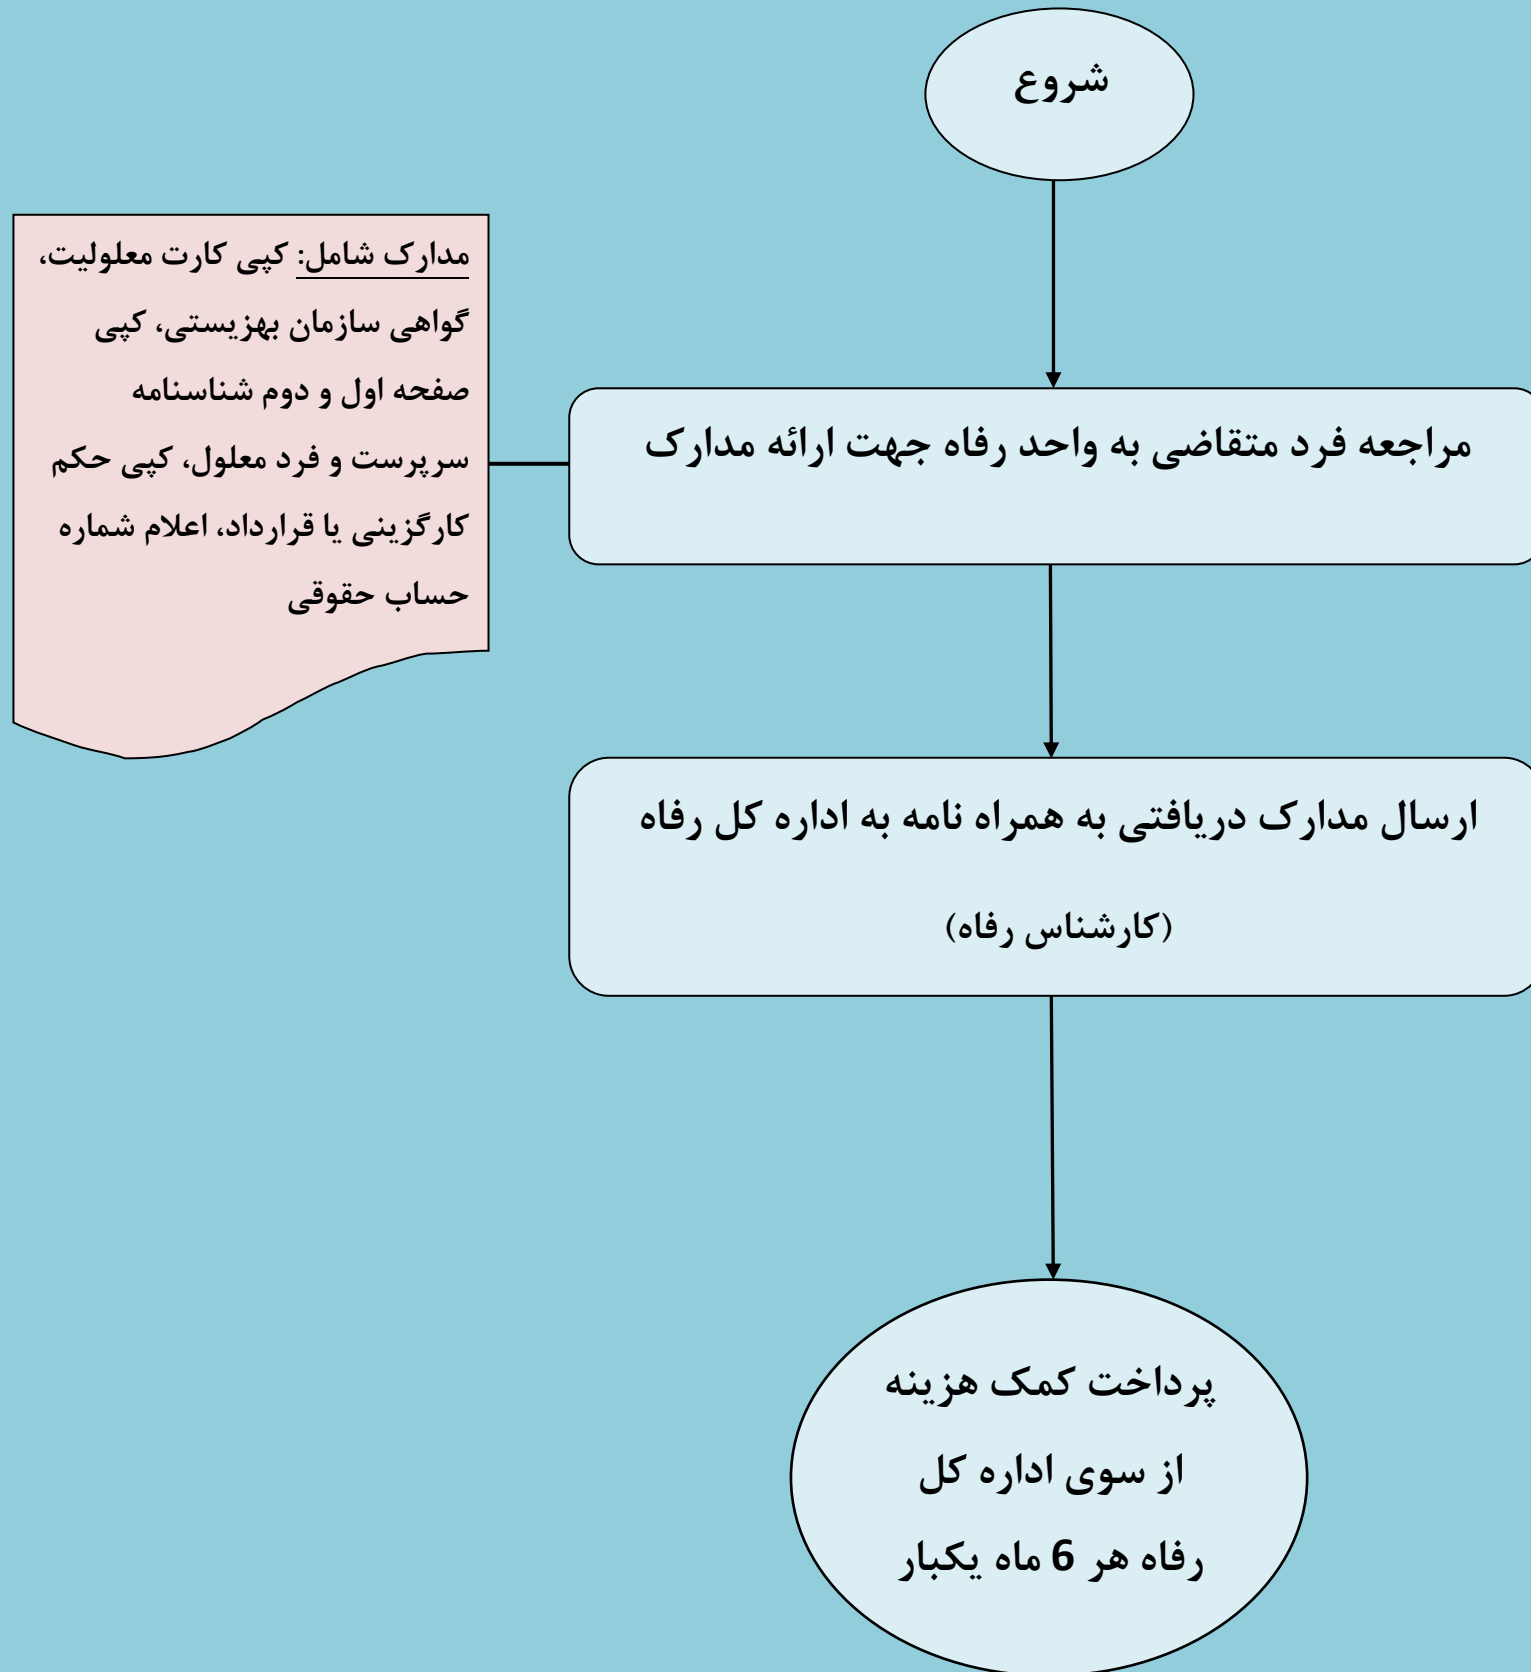 شروع
مدارک شامل: کپی کارت معلولیت،
گواهی سازمان بهزیستی، کپی
صفحه اول و دوم شناسنامه
سرپرست و فرد معلول، کپی حکم
کارگزینی یا قرارداد، اعلام شماره
حساب حقوقی
مراجعه فرد متقاضی به واحد رفاه جهت ارائه مدارک
ارسال مدارک دریافتی به همراه نامه به اداره کل رفاه
(کارشناس رفاه)
پرداخت کمک هزینه
از سوی اداره کل
رفاه هر 6 ماه یکبار